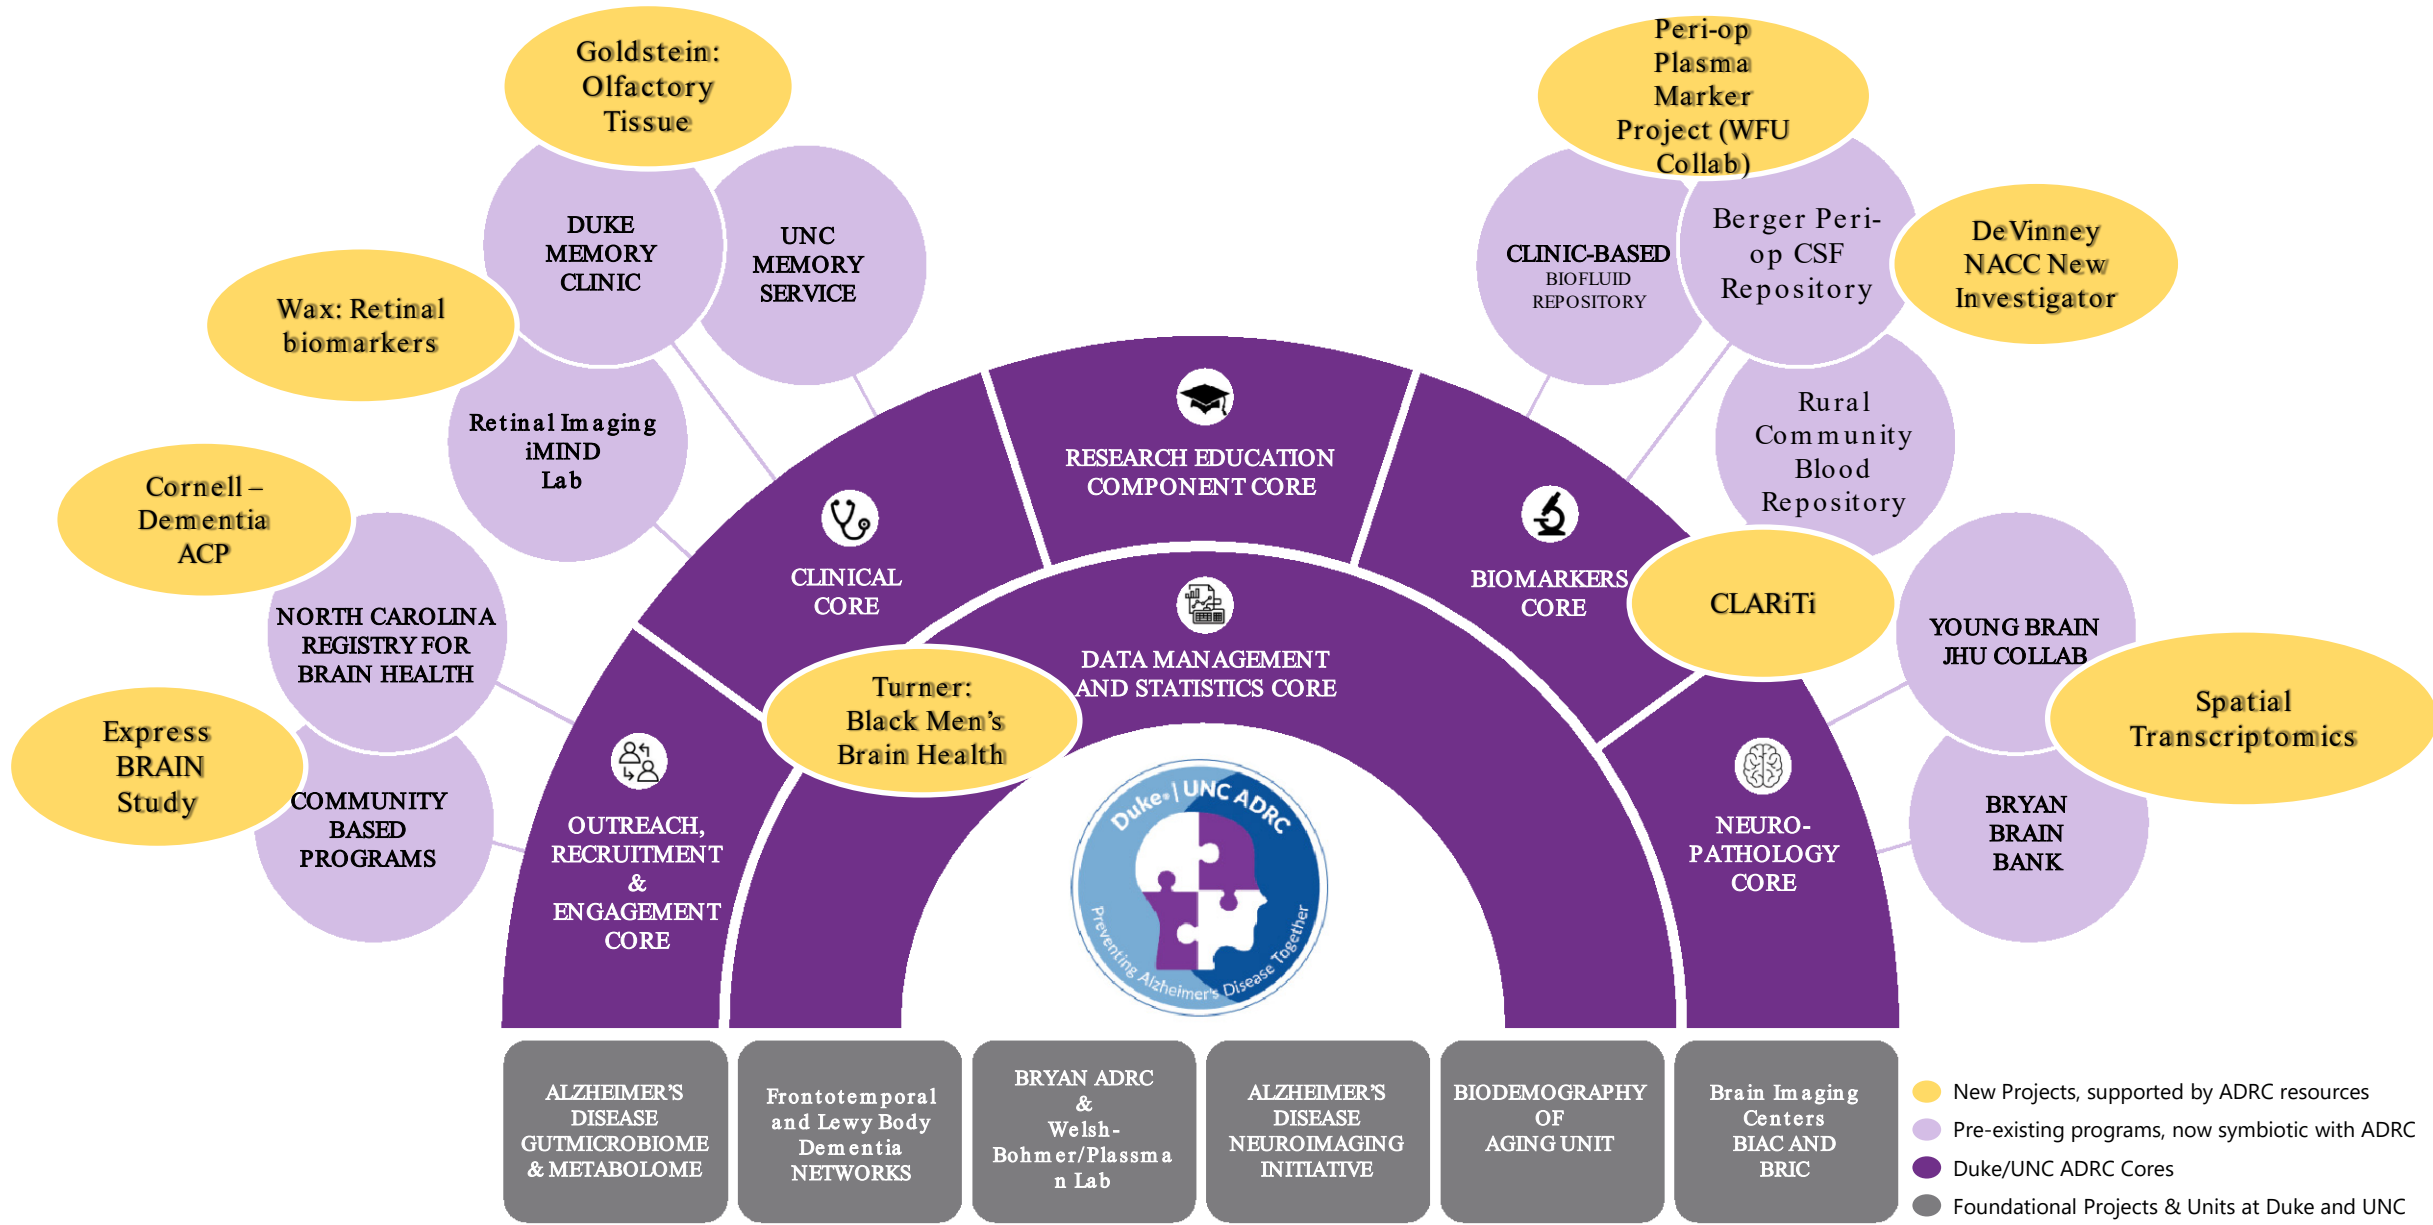 Goldstein:
Olfactory
Tissue
Peri-op
Plasma
Marker
Project (WFU
Collab)
DUKE
MEMORY
CLINIC
UNC
MEMORY
SERVICE
CLINIC-BASED
BIOFLUID
REPOSITORY
Berger Peri-
op CSF
Repository
DeVinney
NACC New
Investigator
Wax: Retinal
biomarkers
Retinal Imaging
iMIND
Lab
Rural
Community
Blood
Repository
Cornell –
Dementia
ACP
NORTH CAROLINA
REGISTRY FOR
BRAIN HEALTH
Express
BRAIN
Study
COMMUNITY
BASED
PROGRAMS
RESEARCH EDUCATION
COMPONENT CORE
CLINICAL
CORE
BIOMARKERS
CORE
CLARiTi
YOUNG BRAIN
JHU COLLAB
Spatial
Transcriptomics
BRYAN
BRAIN
BANK
DATA MANAGEMENT
AND STATISTICS CORE
Turner:
Black Men's
Brain Health
OUTREACH,
RECRUITMENT
&
ENGAGEMENT
CORE
NEURO-
PATHOLOGY
CORE
Duke | UNC ADRC
Preventing Alzheimer's Disease Together
ALZHEIMER'S
DISEASE
GUTMICROBIOME
& METABOLOME
Frontotemporal
and Lewy Body
Dementia
NETWORKS
BRYAN ADRC
&
Welsh-
Bohmer/Plassma
n Lab
ALZHEIMER'S
DISEASE
NEUROIMAGING
INITIATIVE
BIODEMOGRAPHY
OF
AGING UNIT
Brain Imaging
Centers
BIAC AND
BRIC
New Projects, supported by ADRC resources
Pre-existing programs, now symbiotic with ADRC
Duke/UNC ADRC Cores
Foundational Projects & Units at Duke and UNC